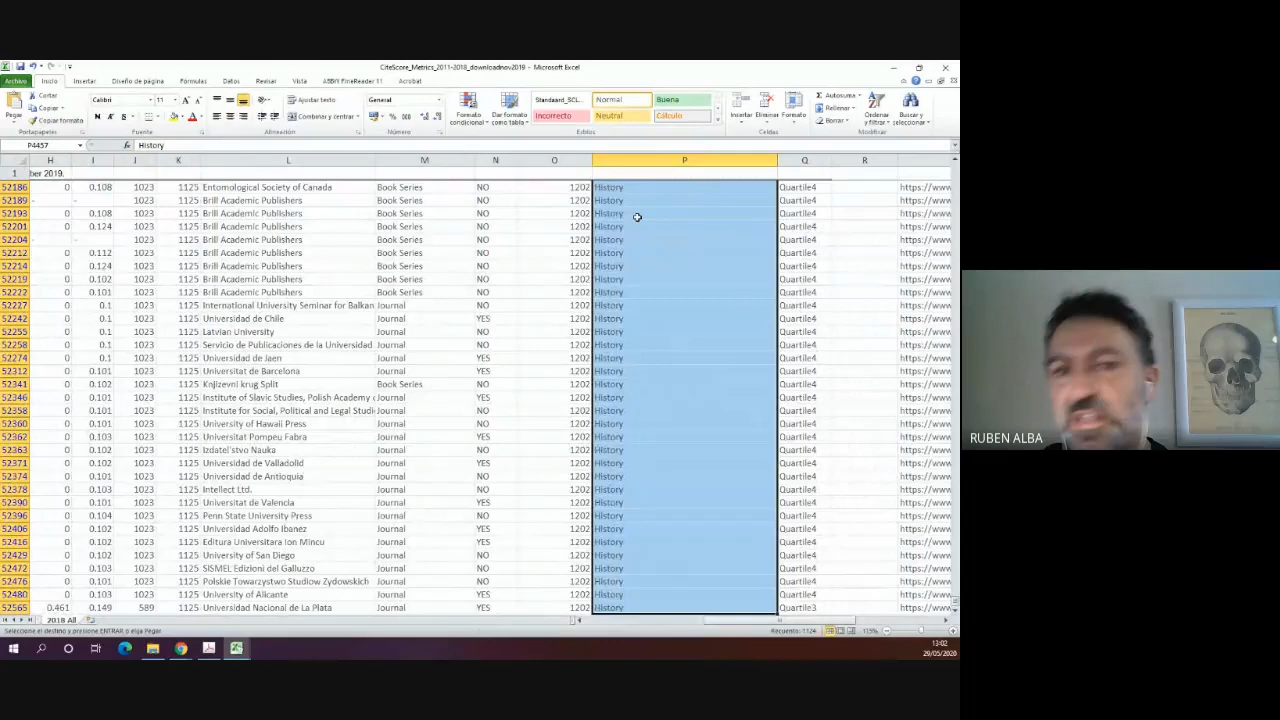 CiteScore_Metrics_2011-2018_downloadnov2019 - Microsoft Excel
Archivo Inicio Insertar Diseño de página Fórmulas Datos Revisar Vista ABBYY FineReader 11 Acrobat
Cortar Calibri 11 Ajustar texto General Standaard_SCL... Normal Buena Autosuma
Copiar Rellenar
Pegar Copiar formato N K S Combinar y centrar Incorrecto Neutral Cálculo Borrar
Formato condicional Dar formato como tabla Insertar Eliminar Formato Ordenar y filtrar Buscar y seleccionar
Portapapeles Fuente Alineación Número Estilos Celdas Modificar
P4457 fx History
H I J K L M N O P Q R
1 ber 2019.
52186 0 0.108 1023 1125 Entomological Society of Canada Book Series NO 1202 History Quartile4 https://www
52189 - - 1023 1125 Brill Academic Publishers Book Series NO 1202 History Quartile4 https://www
52193 0 0.108 1023 1125 Brill Academic Publishers Book Series NO 1202 History Quartile4 https://www
52201 0 0.124 1023 1125 Brill Academic Publishers Book Series NO 1202 History Quartile4 https://www
52204 - - 1023 1125 Brill Academic Publishers Book Series NO 1202 History Quartile4 https://www
52212 0 0.112 1023 1125 Brill Academic Publishers Book Series NO 1202 History Quartile4 https://www
52214 0 0.124 1023 1125 Brill Academic Publishers Book Series NO 1202 History Quartile4 https://www
52219 0 0.102 1023 1125 Brill Academic Publishers Book Series NO 1202 History Quartile4 https://www
52222 0 0.101 1023 1125 Brill Academic Publishers Book Series NO 1202 History Quartile4 https://www
52227 0 0.1 1023 1125 International University Seminar for Balkan Journal NO 1202 History Quartile4 https://www
52242 0 0.1 1023 1125 Universidad de Chile Journal YES 1202 History Quartile4 https://www
52255 0 0.1 1023 1125 Latvian University Journal NO 1202 History Quartile4 https://www
52258 0 0.1 1023 1125 Servicio de Publicaciones de la Universidad Journal NO 1202 History Quartile4 https://www
52274 0 0.1 1023 1125 Universidad de Jaen Journal YES 1202 History Quartile4 https://www
52312 0 0.101 1023 1125 Universitat de Barcelona Journal YES 1202 History Quartile4 https://www
52341 0 0.101 1023 1125 Knjizevni krug Split Book Series NO 1202 History Quartile4 https://www
52346 0 0.101 1023 1125 Institute of Slavic Studies, Polish Academy Journal YES 1202 History Quartile4 https://www
52358 0 0.101 1023 1125 Institute for Social, Political and Legal Studi Journal NO 1202 History Quartile4 https://www
52360 0 0.101 1023 1125 University of Hawaii Press Journal NO 1202 History Quartile4 https://www
52362 0 0.103 1023 1125 Universitat Pompeu Fabra Journal YES 1202 History Quartile4 https://www
52363 0 0.101 1023 1125 Izdatel'stvo Nauka Journal NO 1202 History Quartile4 https://www
52371 0 0.101 1023 1125 Universidad de Valladolid Journal YES 1202 History Quartile4 https://www
52374 0 0.101 1023 1125 Universidad de Antioquia Journal NO 1202 History Quartile4 https://www
52378 0 0.103 1023 1125 Intellect Ltd. Journal NO 1202 History Quartile4 https://www
52390 0 0.101 1023 1125 Universitat de Valencia Journal YES 1202 History Quartile4 https://www
52396 0 0.104 1023 1125 Penn State University Press Journal NO 1202 History Quartile4 https://www
52406 0 0.102 1023 1125 Universidad Adolfo Ibanez Journal YES 1202 History Quartile4 https://www
52416 0 0.102 1023 1125 Editura Universitara Ion Mincu Journal YES 1202 History Quartile4 https://www
52429 0 0.103 1023 1125 University of San Diego Journal NO 1202 History Quartile4 https://www
52472 0 0.103 1023 1125 SISMEL Edizioni del Galluzzo Journal NO 1202 History Quartile4 https://www
52476 0 0.103 1023 1125 Polskie Towarzystwo Studiow Zydowskich Journal NO 1202 History Quartile4 https://www
52480 0 0.103 1023 1125 University of Alicante Journal YES 1202 History Quartile4 https://www
52565 0.461 0.149 589 1125 Universidad Nacional de La Plata Journal YES 1202 History Quartile3 https://www
2018 All
Seleccione el destino y presione ENTRAR o elija Pegar Recuento: 1124 115%
13:02
29/05/2020
RUBEN ALBA